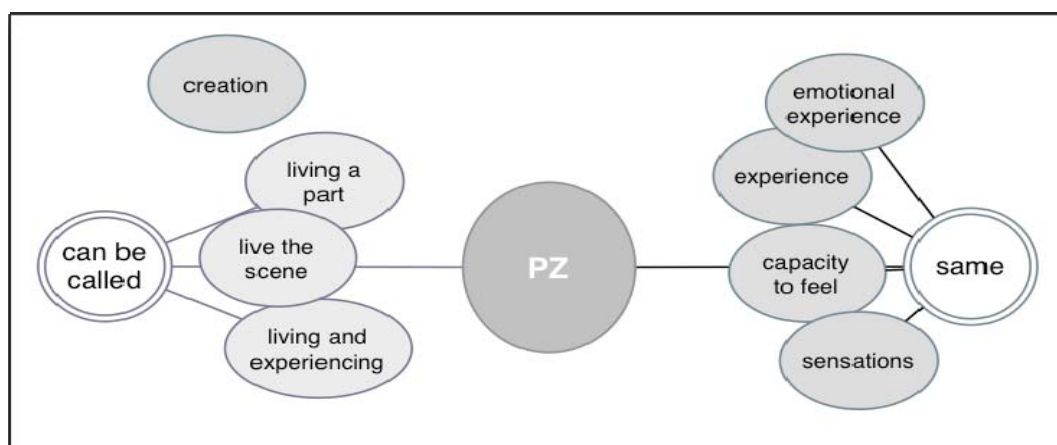 creation
living a
part
can be
called
live the
scene
living and
experiencing
PZ
emotional
experience
experience
capacity
to feel
same
sensations